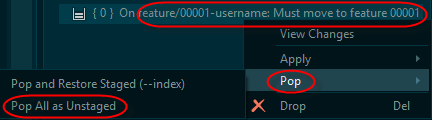 { 0 } On feature/00001-username: Must move to feature 00001
View Changes
Apply
Pop and Restore Staged (--index)
Pop
Pop All as Unstaged
Drop Del